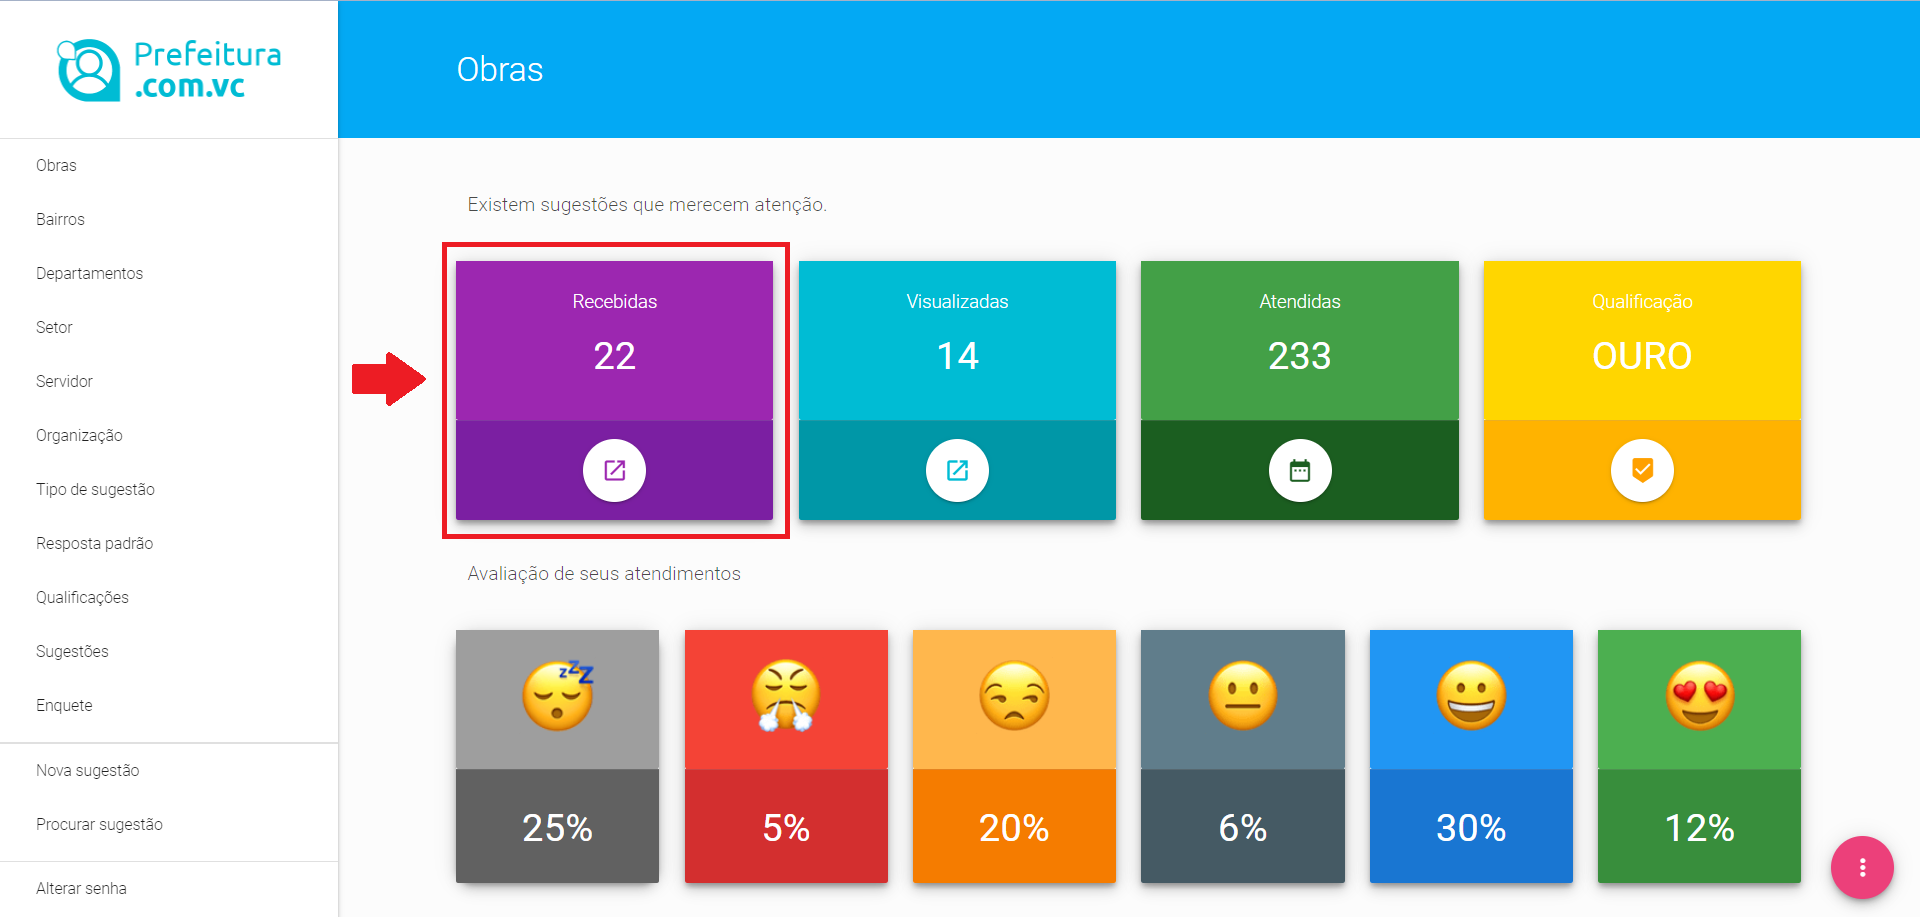 Prefeitura
.com.vc
Obras
Obras
Bairros
Departamentos
Setor
Servidor
Organização
Tipo de sugestão
Resposta padrão
Qualificações
Sugestões
Enquete
Nova sugestão
Procurar sugestão
Alterar senha
Existem sugestões que merecem atenção.
Recebidas
22
Visualizadas
14
Atendidas
233
Qualificação
OURO
Avaliação de seus atendimentos
25%
5%
20%
6%
30%
12%